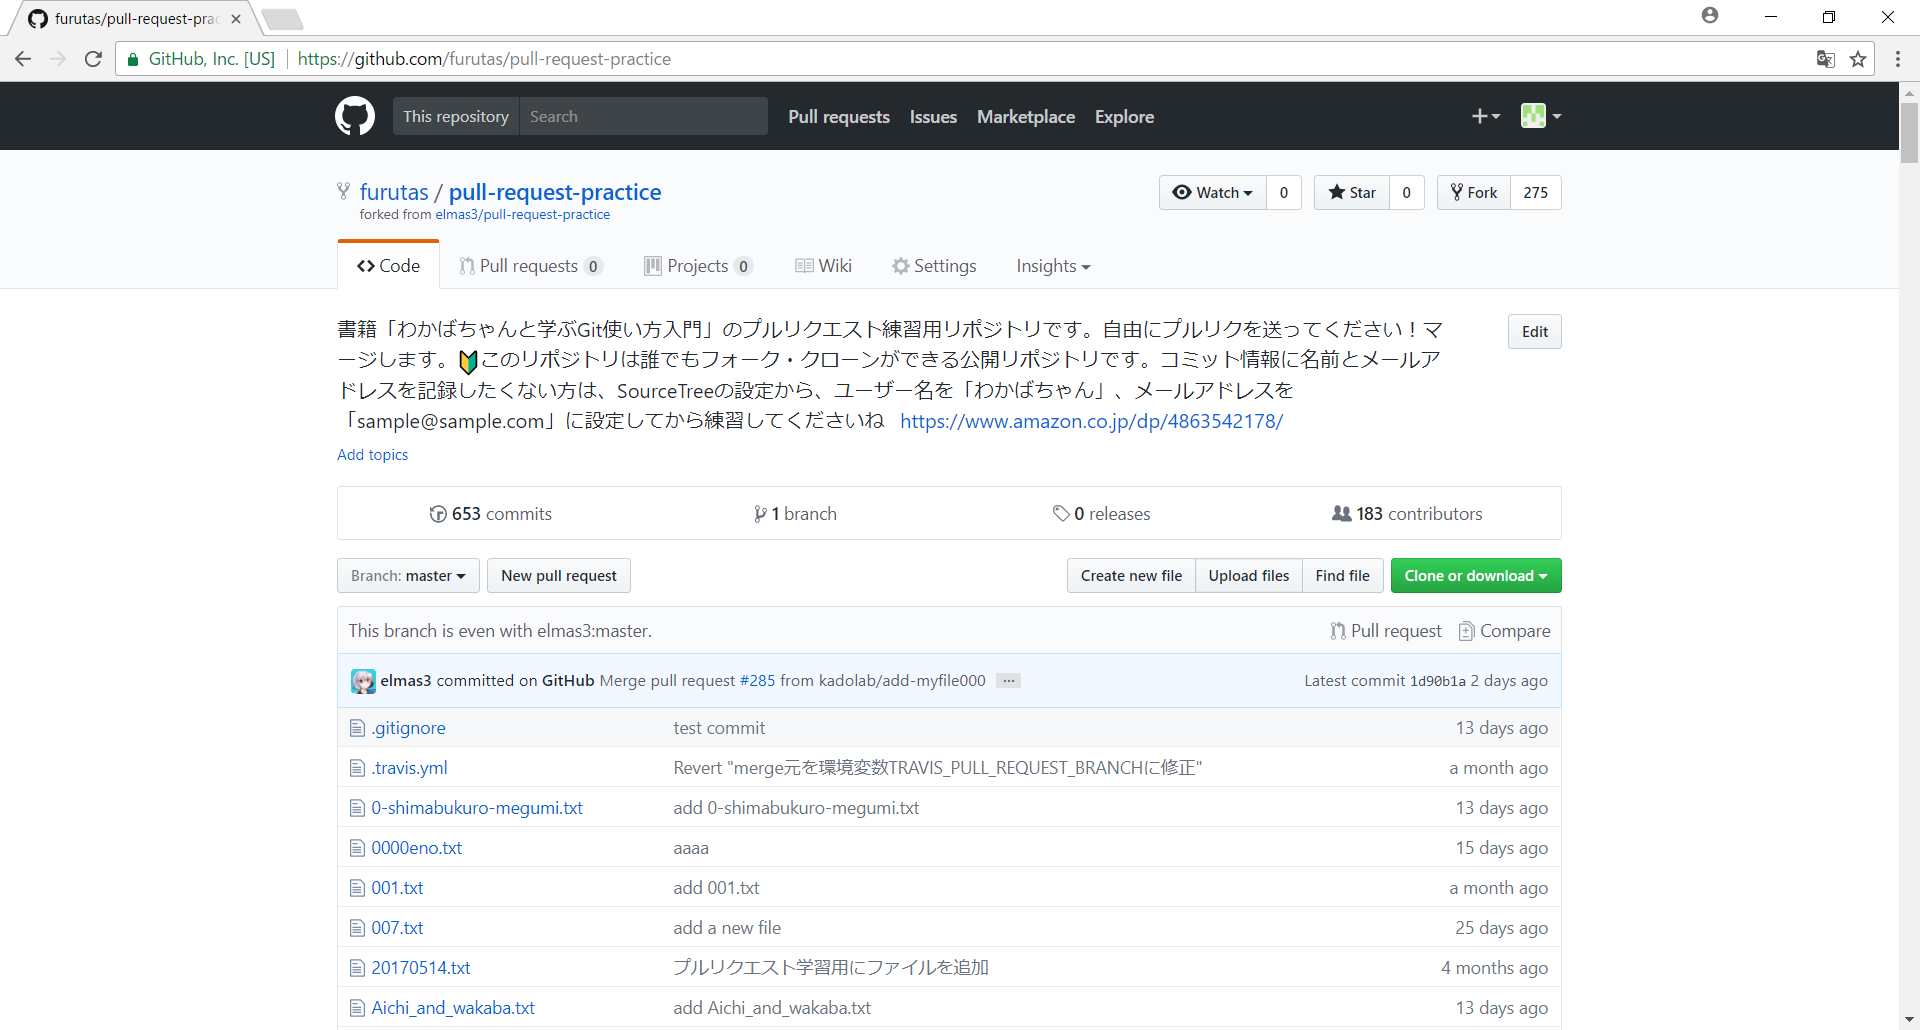 furutas/pull-request-prac
GitHub, Inc. [US] https://github.com/furutas/pull-request-practice
This repository Search Pull requests Issues Marketplace Explore
furutas / pull-request-practice Watch 0 Star 0 Fork 275
forked from elmas3/pull-request-practice
Code Pull requests 0 Projects 0 Wiki Settings Insights
書籍「わかばちゃんと学ぶGit使い方入門」のプルリクエスト練習用リポジトリです。自由にプルリクを送ってください！マ Edit
ージします。🔰このリポジトリは誰でもフォーク・クローンができる公開リポジトリです。コミット情報に名前とメールア
ドレスを記録したくない方は、SourceTreeの設定から、ユーザー名を「わかばちゃん」、メールアドレスを
「sample@sample.com」に設定してから練習してくださいね https://www.amazon.co.jp/dp/4863542178/
Add topics
653 commits 1 branch 0 releases 183 contributors
Branch: master New pull request Create new file Upload files Find file Clone or download
This branch is even with elmas3:master. Pull request Compare
elmas3 committed on GitHub Merge pull request #285 from kadolab/add-myfile000 … Latest commit 1d90b1a 2 days ago
.gitignore test commit 13 days ago
.travis.yml Revert "merge元を環境変数TRAVIS_PULL_REQUEST_BRANCHに修正" a month ago
0-shimabukuro-megumi.txt add 0-shimabukuro-megumi.txt 13 days ago
0000eno.txt aaaa 15 days ago
001.txt add 001.txt a month ago
007.txt add a new file 25 days ago
20170514.txt プルリクエスト学習用にファイルを追加 4 months ago
Aichi_and_wakaba.txt add Aichi_and_wakaba.txt 13 days ago